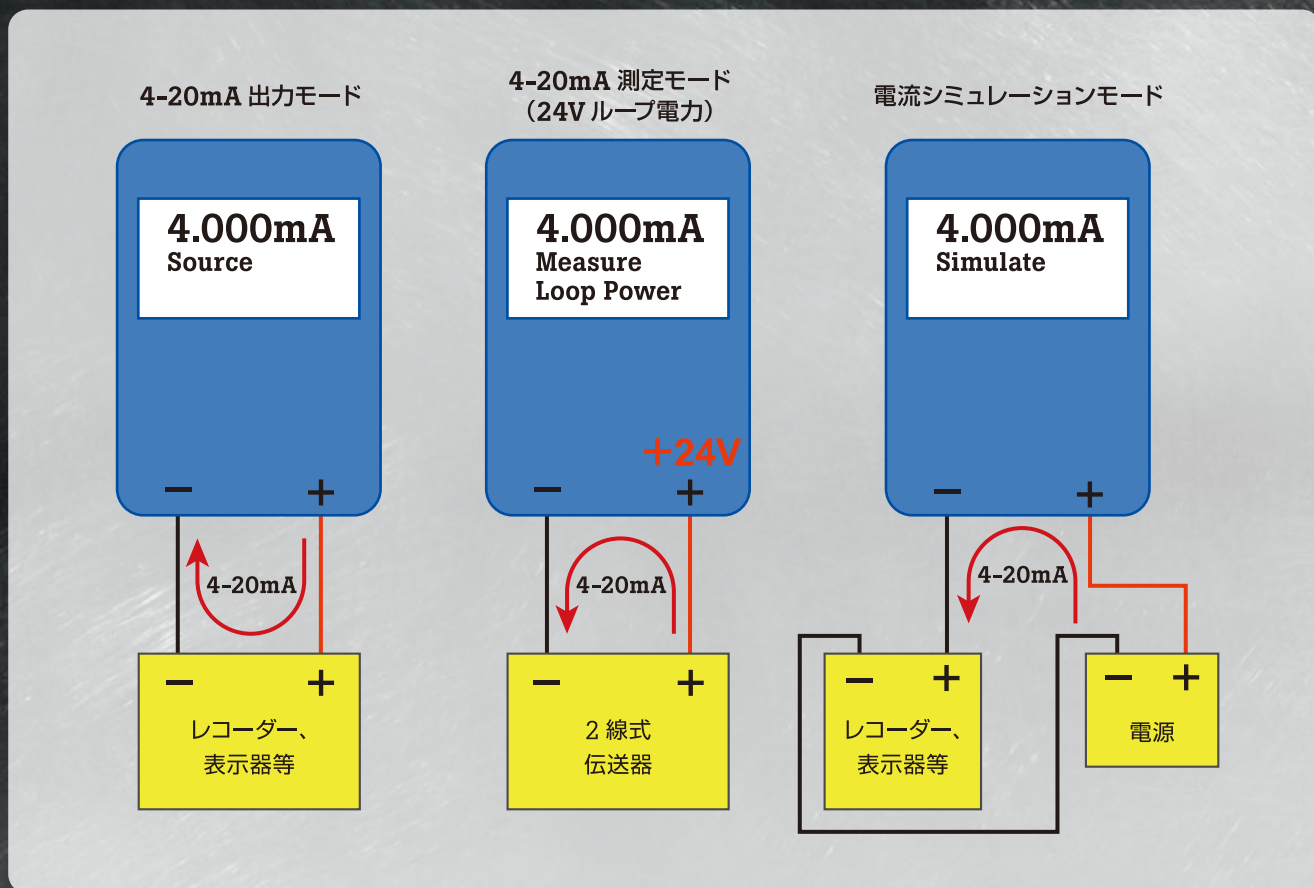 4-20mA 出力モード
4.000mA
Source
− +
4-20mA
− +
レコーダー、
表示器等
4-20mA 測定モード
（24V ループ電力）
4.000mA
Measure
Loop Power
+24V
− +
4-20mA
− +
2 線式
伝送器
電流シミュレーションモード
4.000mA
Simulate
− +
4-20mA
− +
レコーダー、
表示器等
− +
電源